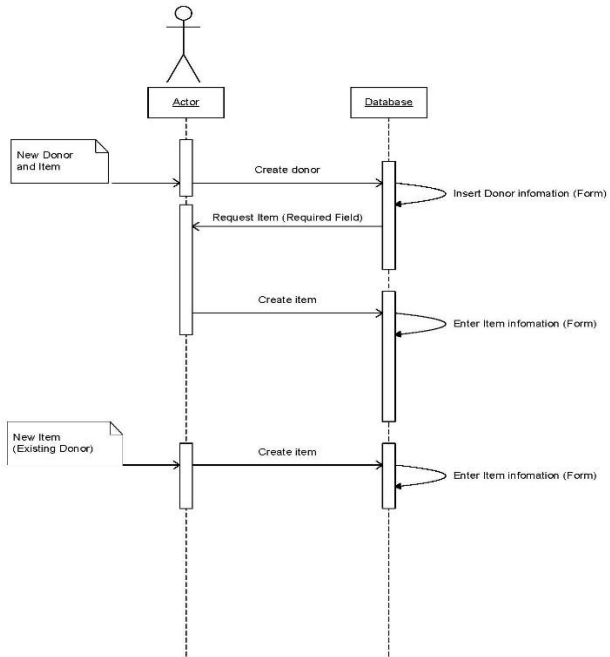 Actor
Database
New Donor
and Item
Create donor
Insert Donor infomation (Form)
Request Item (Required Field)
Create item
Enter Item infomation (Form)
New Item
(Existing Donor)
Create item
Enter Item infomation (Form)